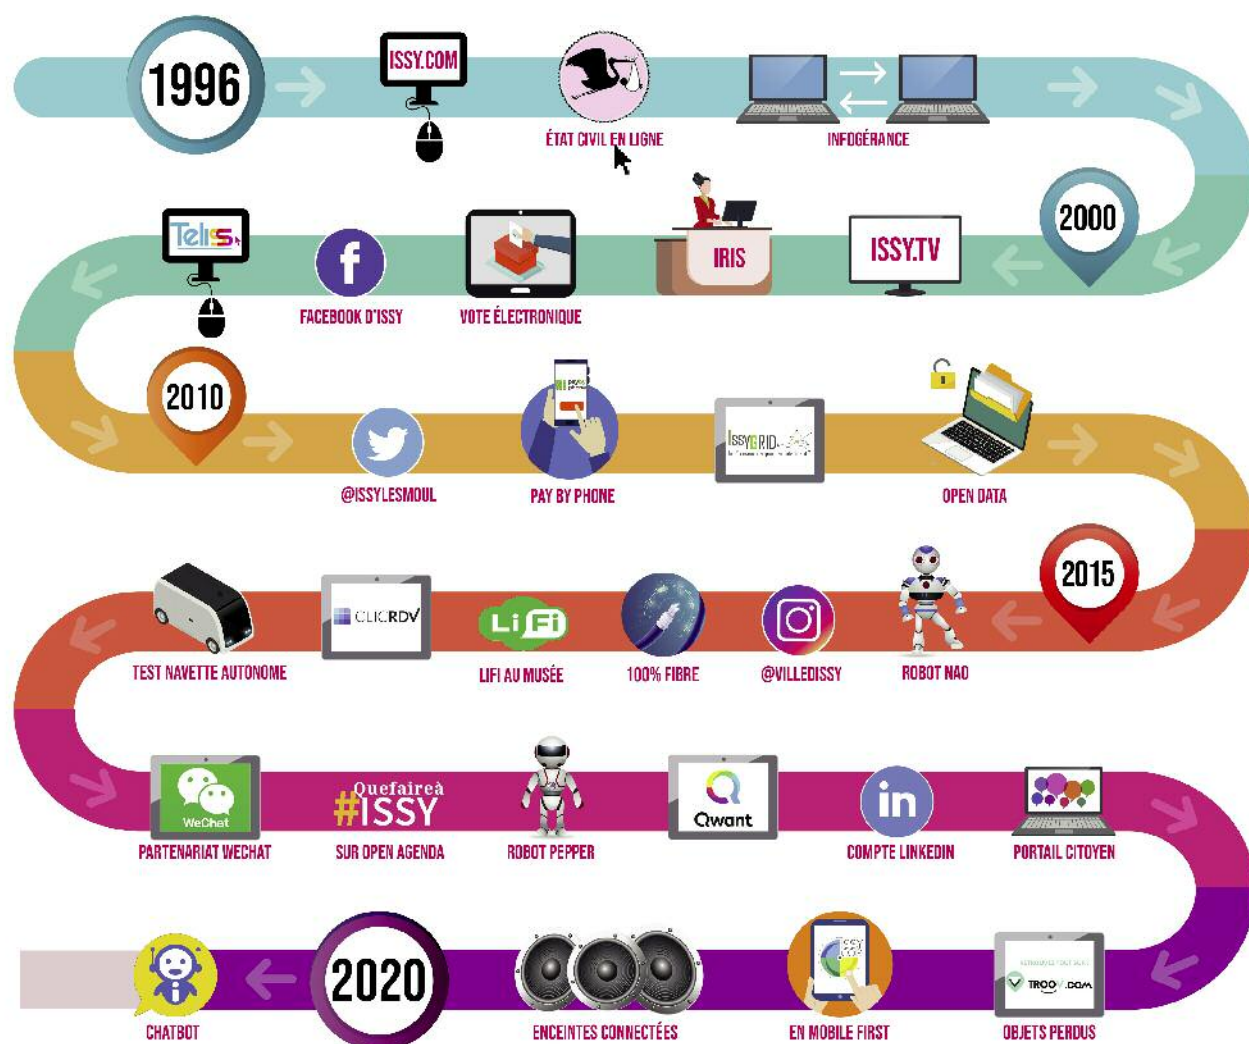 1996
ISSY.COM
ÉTAT CIVIL EN LIGNE
INFOGÉRANCE
2000
ISSY.TV
IRIS
VOTE ÉLECTRONIQUE
f
FACEBOOK D'ISSY
Teliss
2010
@ISSYLESMOUL
PAY BY PHONE
ISSYGRID
OPEN DATA
2015
ROBOT NAO
@VILLEDISSY
100% FIBRE
LiFi
LIFI AU MUSÉE
CLICRDV
TEST NAVETTE AUTONOME
WeChat
PARTENARIAT WECHAT
Quefaireà
#ISSY
SUR OPEN AGENDA
ROBOT PEPPER
Qwant
in
COMPTE LINKEDIN
PORTAIL CITOYEN
TROOV.COM
OBJETS PERDUS
EN MOBILE FIRST
ENCEINTES CONNECTÉES
2020
CHATBOT